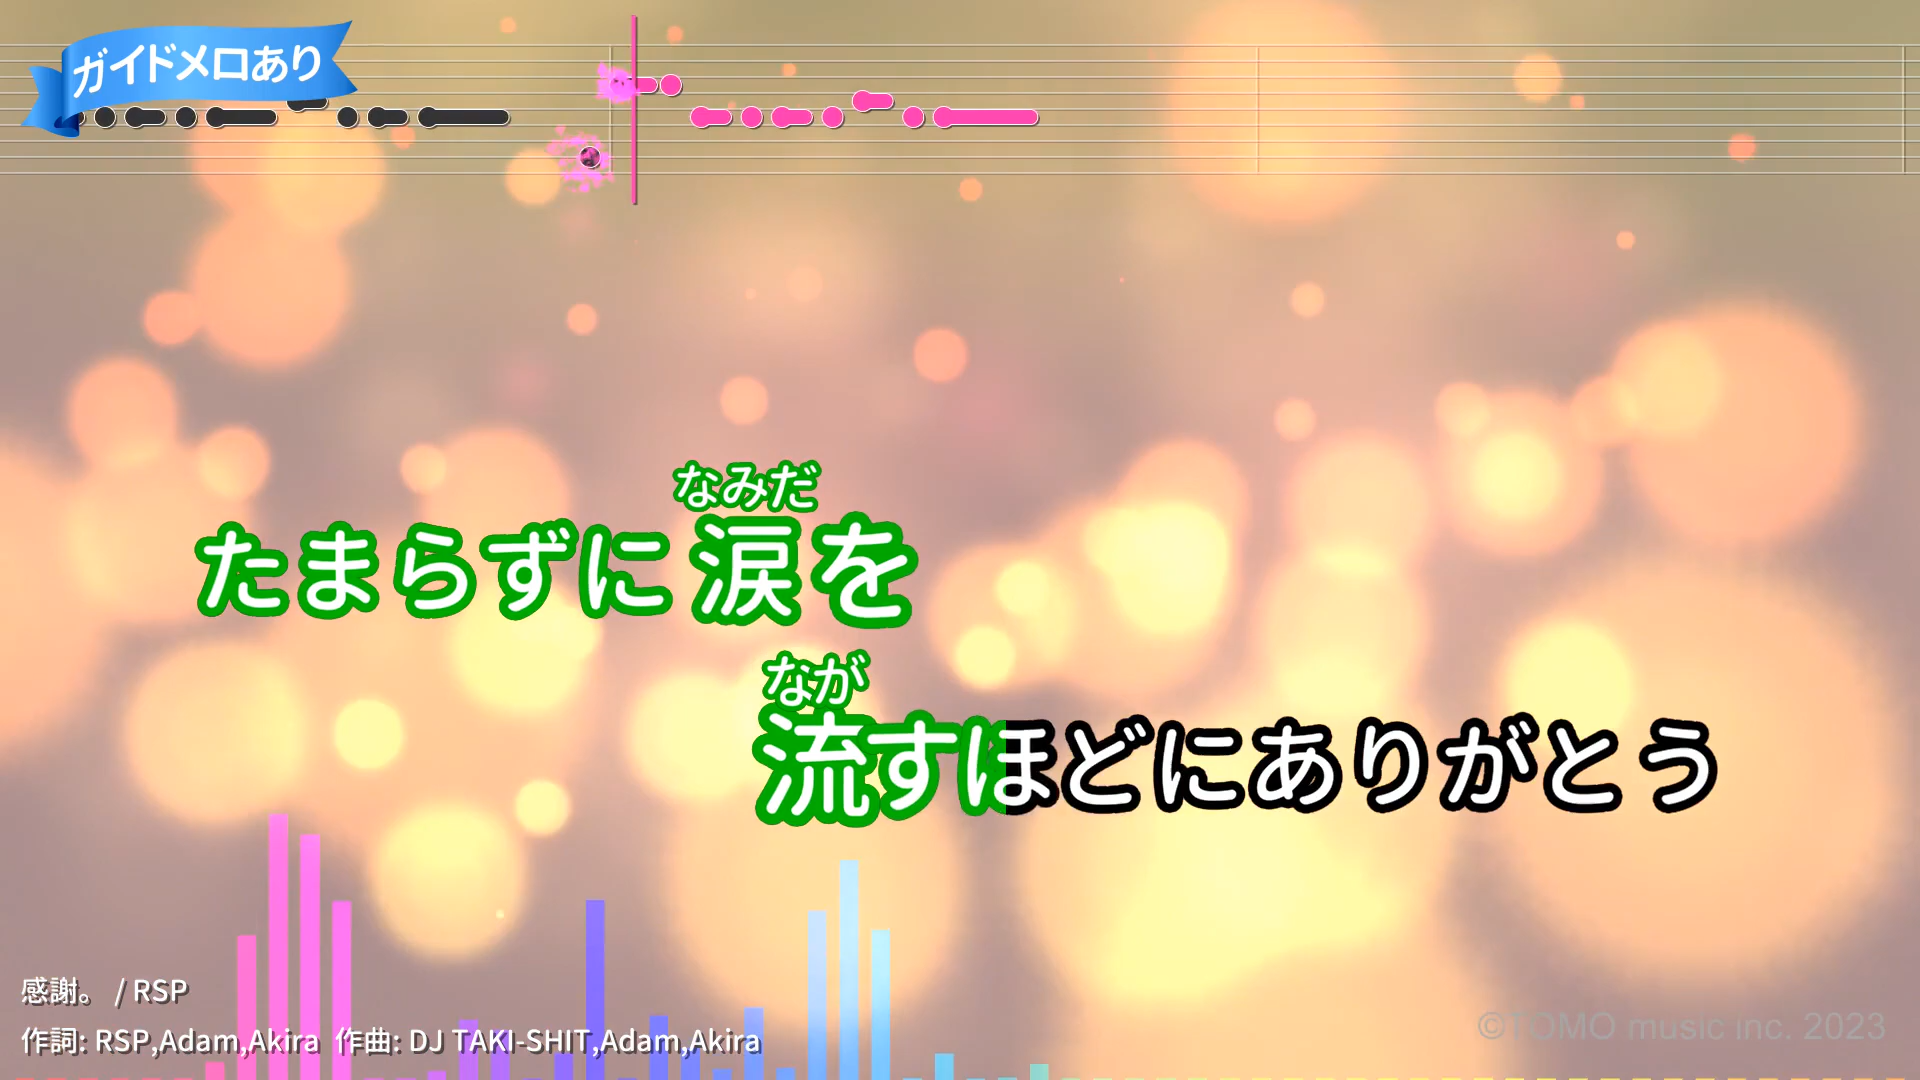 ガイドメロあり
なみだ
たまらずに涙を
なが
流すほどにありがとう
感謝。 / RSP
作詞: RSP,Adam,Akira 作曲: DJ TAKI-SHIT,Adam,Akira
©TOMO music inc. 2023